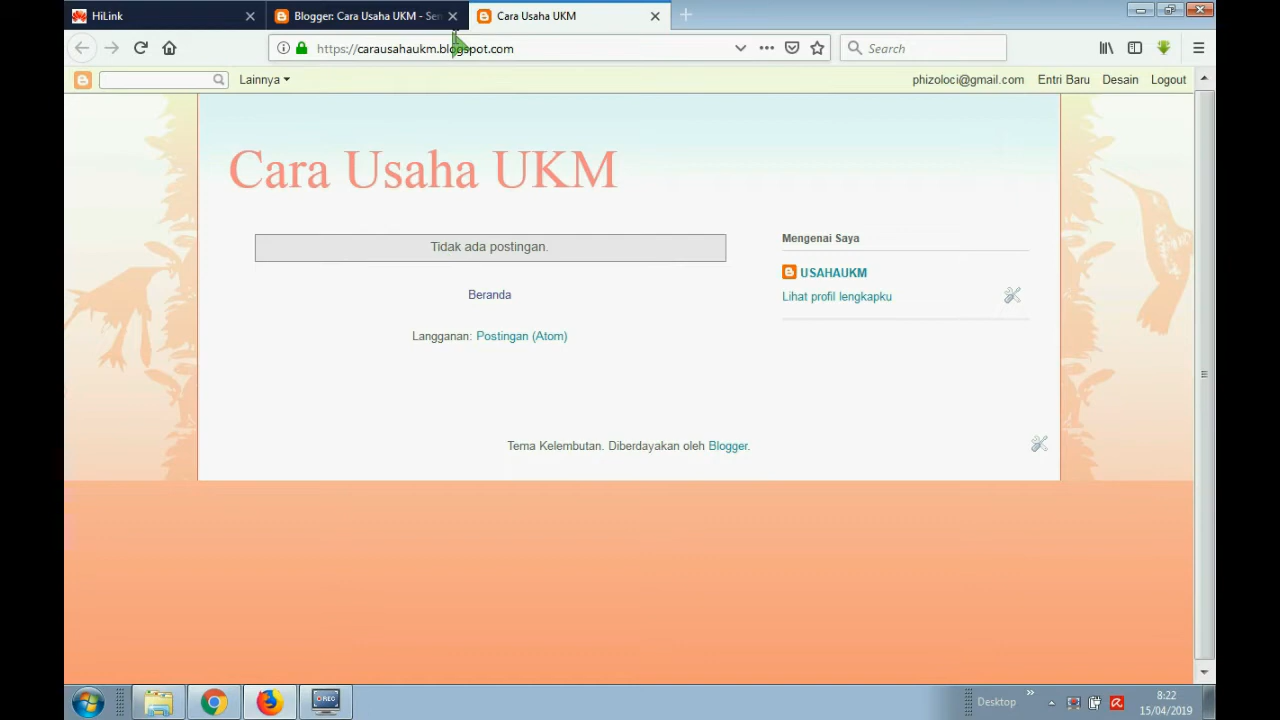 HiLink
Blogger: Cara Usaha UKM - Sem
Cara Usaha UKM
https://carausahaukm.blogspot.com
Search
Lainnya
phizoloci@gmail.com
Entri Baru
Desain
Logout
Cara Usaha UKM
Tidak ada postingan.
Beranda
Langganan: Postingan (Atom)
Mengenai Saya
USAHAUKM
Lihat profil lengkapku
Tema Kelembutan. Diberdayakan oleh Blogger.
REC
Desktop
8:22
15/04/2019